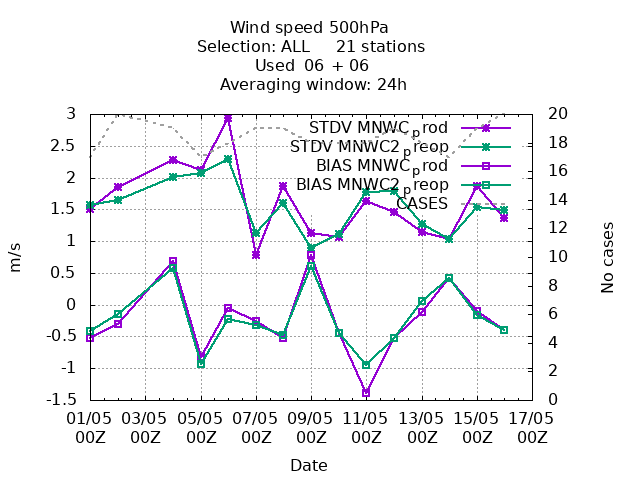 Wind speed 500hPa
Selection: ALL 21 stations
Used 06 + 06
Averaging window: 24h
3
2.5
2
1.5
1
0.5
0
-0.5
-1
-1.5
m/s
20
18
16
14
12
10
8
6
4
2
0
No cases
STDV MNWC_prod
STDV MNWC2_preop
BIAS MNWC_prod
BIAS MNWC2_preop
CASES
01/05 03/05 05/05 07/05 09/05 11/05 13/05 15/05 17/05
00Z 00Z 00Z 00Z 00Z 00Z 00Z 00Z 00Z
Date